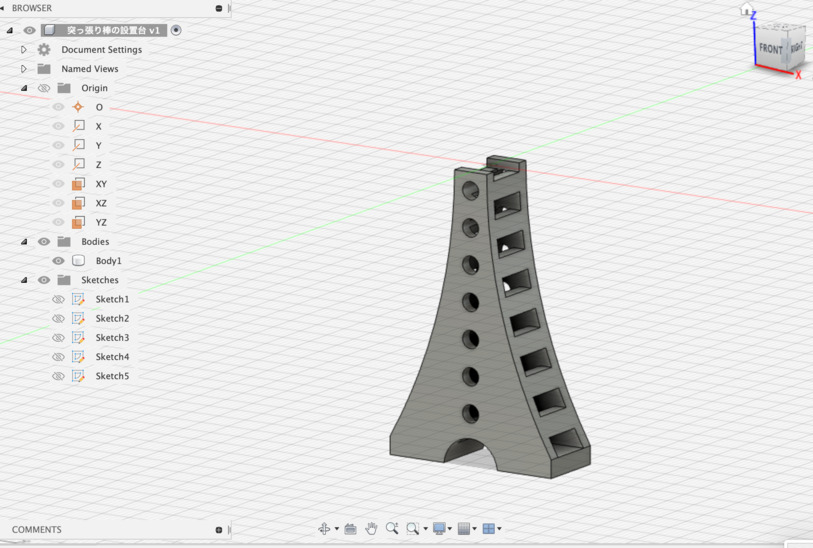 BROWSER
突っ張り棒の設置台 v1
Document Settings
Named Views
Origin
O
X
Y
Z
XY
XZ
YZ
Bodies
Body1
Sketches
Sketch1
Sketch2
Sketch3
Sketch4
Sketch5
COMMENTS
Z
FRONT
RIGHT
X